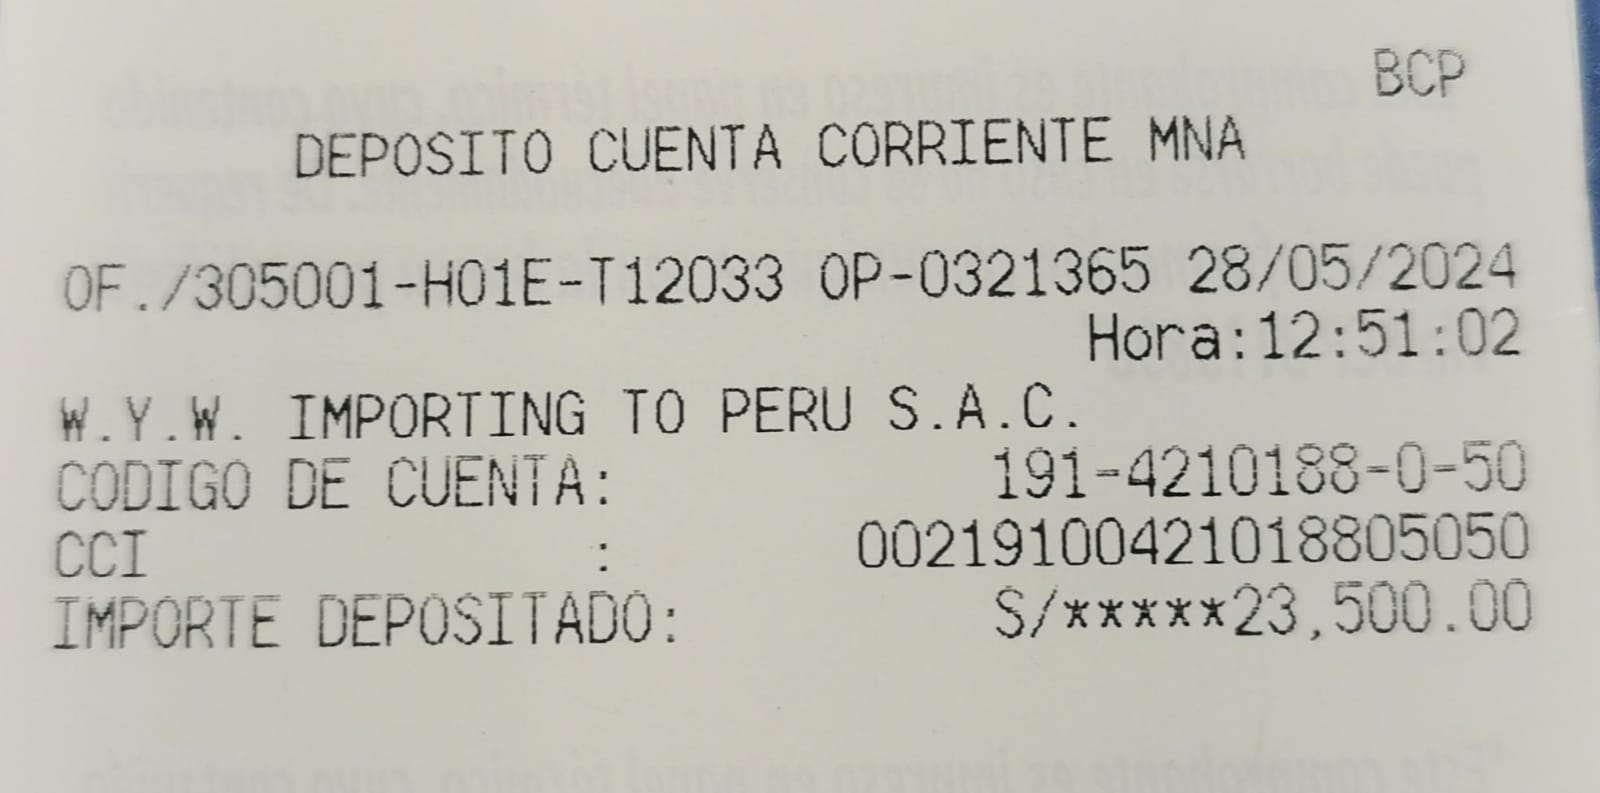 BCP
DEPOSITO CUENTA CORRIENTE MNA
OF./305001-H01E-T12033 OP-0321365 28/05/2024
Hora:12:51:02
W.Y.W. IMPORTING TO PERU S.A.C.
CODIGO DE CUENTA: 191-4210188-0-50
CCI : 00219100421018805050
IMPORTE DEPOSITADO: S/*****23,500.00